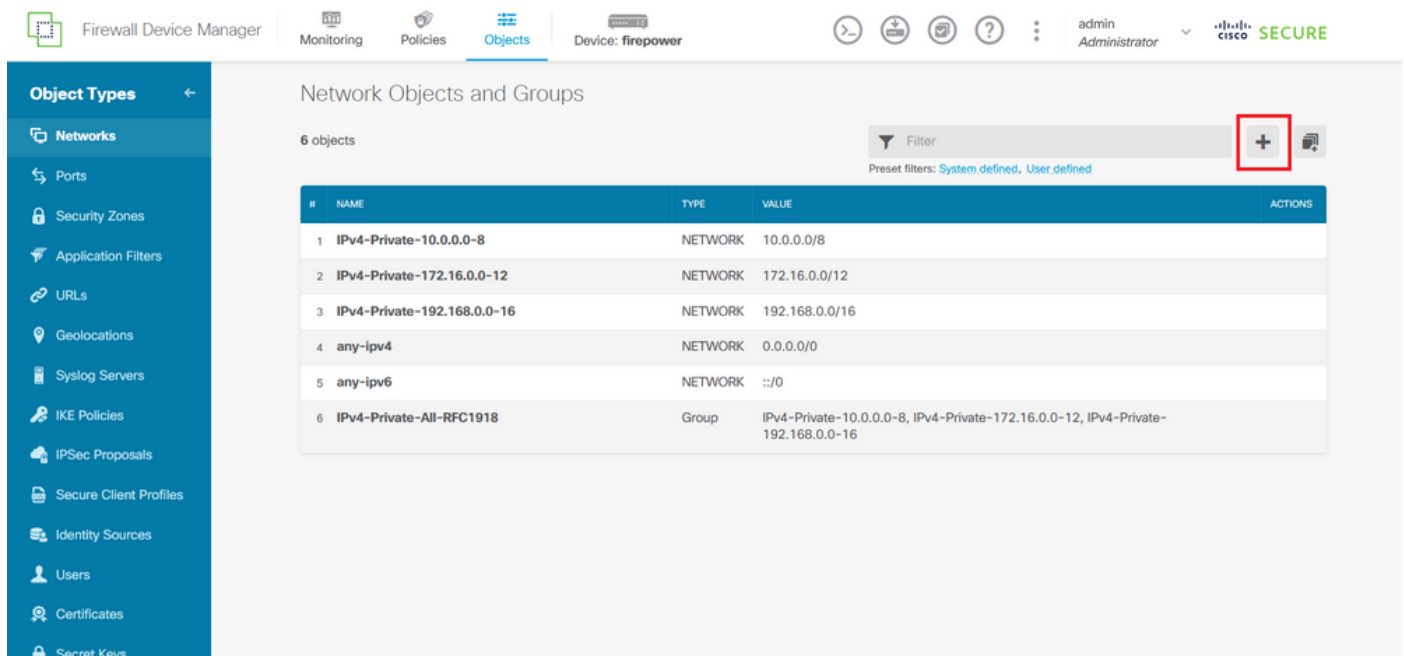 Firewall Device Manager
Monitoring
Policies
Objects
Device: firepower
admin
Administrator
cisco SECURE
Object Types
Networks
Ports
Security Zones
Application Filters
URLs
Geolocations
Syslog Servers
IKE Policies
IPSec Proposals
Secure Client Profiles
Identity Sources
Users
Certificates
Secret Keys
Network Objects and Groups
6 objects
Filter
Preset filters: System defined, User defined
# NAME TYPE VALUE ACTIONS
1 IPv4-Private-10.0.0.0-8 NETWORK 10.0.0.0/8
2 IPv4-Private-172.16.0.0-12 NETWORK 172.16.0.0/12
3 IPv4-Private-192.168.0.0-16 NETWORK 192.168.0.0/16
4 any-ipv4 NETWORK 0.0.0.0/0
5 any-ipv6 NETWORK ::/0
6 IPv4-Private-All-RFC1918 Group IPv4-Private-10.0.0.0-8, IPv4-Private-172.16.0.0-12, IPv4-Private-
192.168.0.0-16